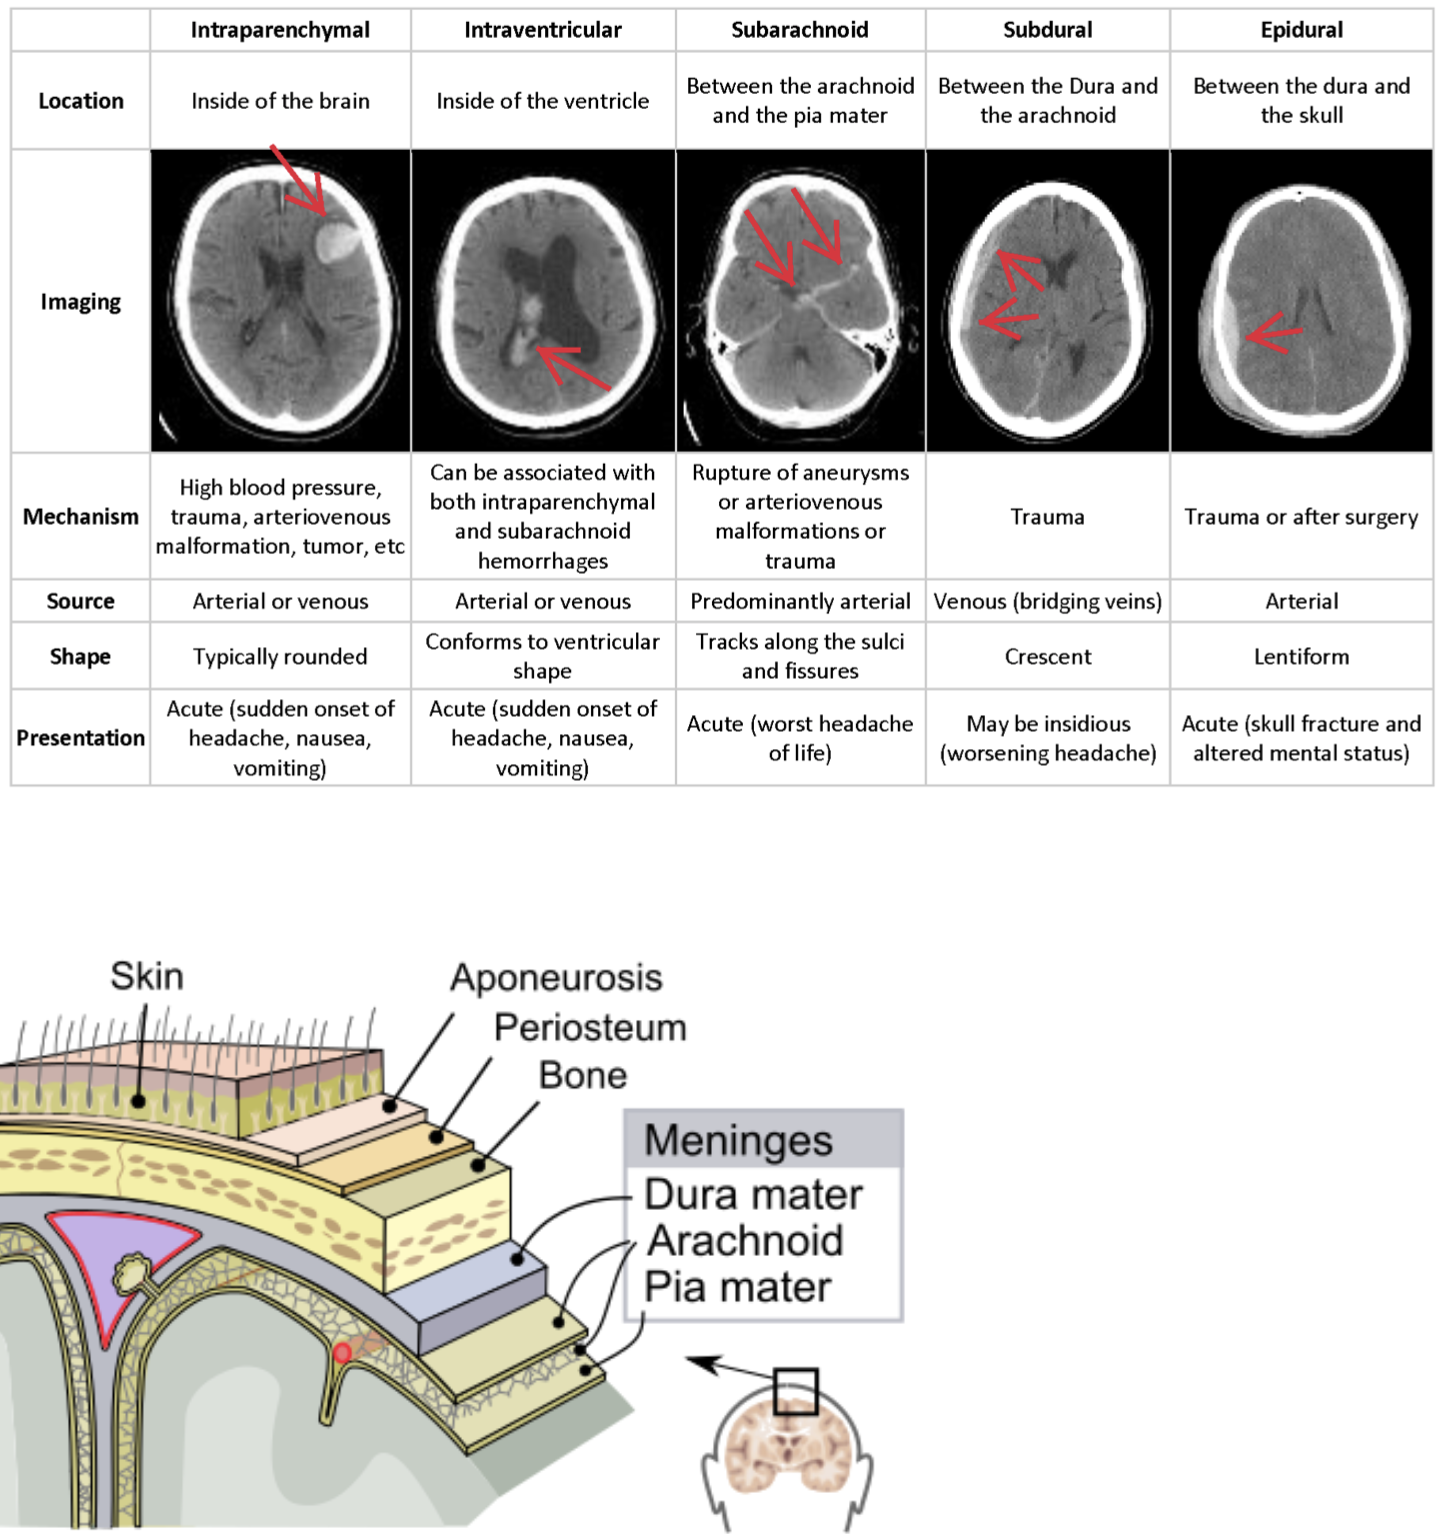 Intraparenchymal Intraventricular Subarachnoid Subdural Epidural
Location
Inside of the brain
Inside of the ventricle
Between the arachnoid
and the pia mater
Between the Dura and
the arachnoid
Between the dura and
the skull
Imaging
Mechanism
High blood pressure,
trauma, arteriovenous
malformation, tumor, etc
Can be associated with
both intraparenchymal
and subarachnoid
hemorrhages
Rupture of aneurysms
or arteriovenous
malformations or
trauma
Trauma
Trauma or after surgery
Source
Arterial or venous
Arterial or venous
Predominantly arterial
Venous (bridging veins)
Arterial
Shape
Typically rounded
Conforms to ventricular
shape
Tracks along the sulci
and fissures
Crescent
Lentiform
Presentation
Acute (sudden onset of
headache, nausea,
vomiting)
Acute (sudden onset of
headache, nausea,
vomiting)
Acute (worst headache
of life)
May be insidious
(worsening headache)
Acute (skull fracture and
altered mental status)
Skin
Aponeurosis
Periosteum
Bone
Meninges
Dura mater
Arachnoid
Pia mater